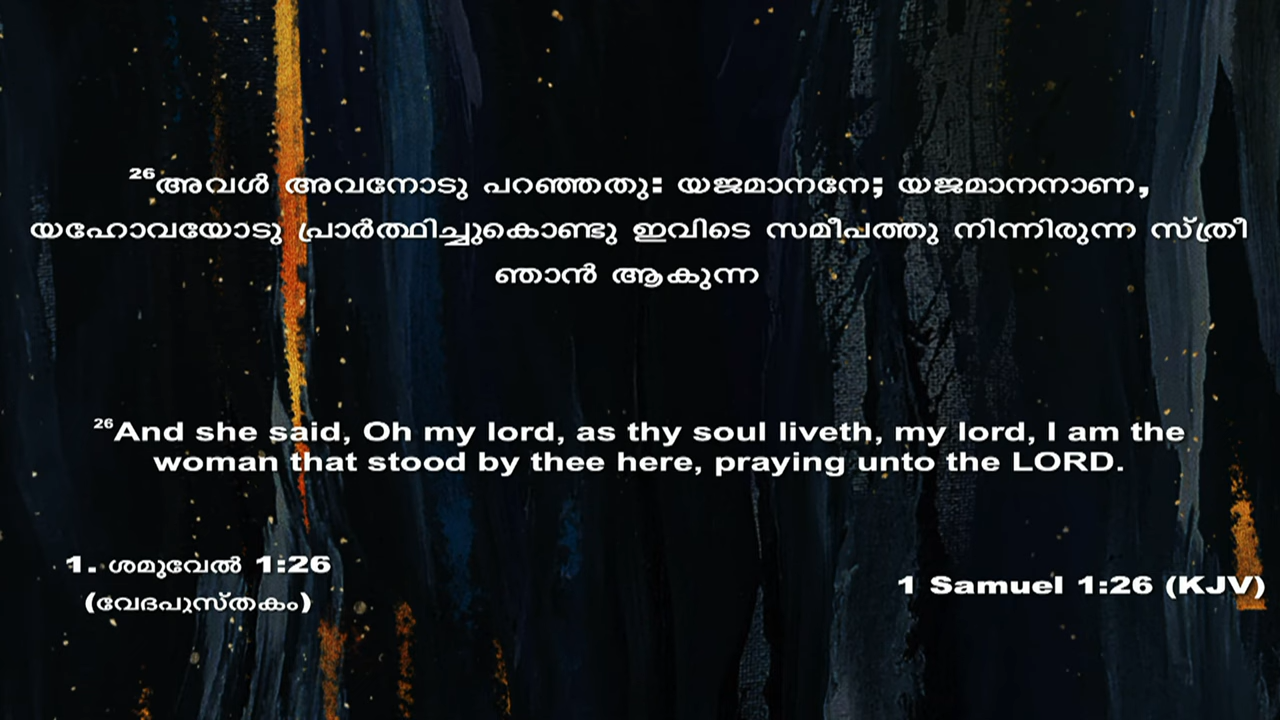 26അവൾ അവനോടു പറഞ്ഞതു: യജമാനനേ; യജമാനനാണ,
യഹോവയോടു പ്രാർത്ഥിച്ചുകൊണ്ടു ഇവിടെ സമീപത്തു നിന്നിരുന്ന സ്ത്രീ
ഞാൻ ആകുന്ന
26And she said, Oh my lord, as thy soul liveth, my lord, I am the
woman that stood by thee here, praying unto the LORD.
1. ശമുവേൽ 1:26
(വേദപുസ്തകം)
1 Samuel 1:26 (KJV)